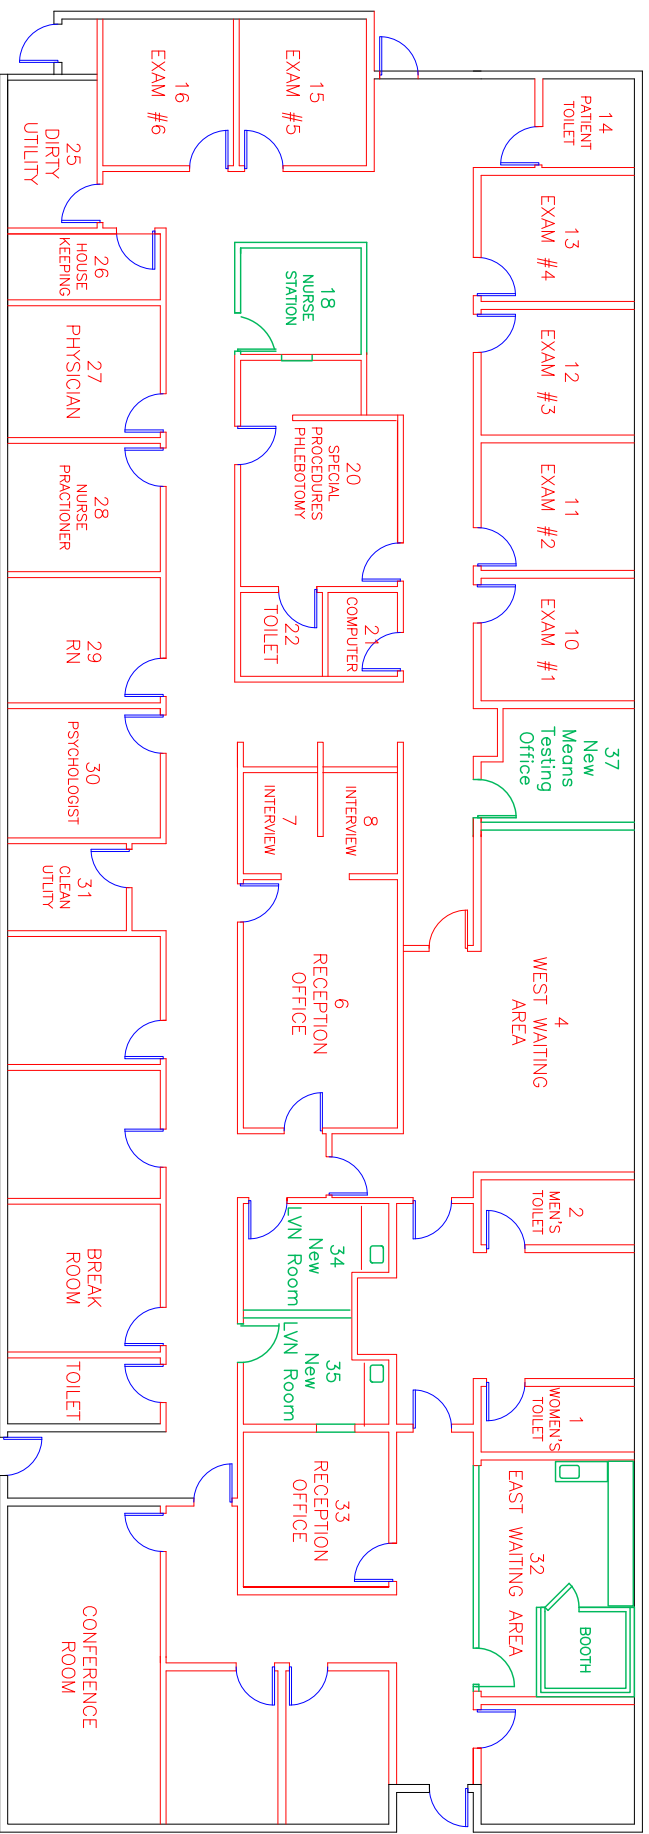 14
PATIENT
TOILET
13
EXAM #4
12
EXAM #3
11
EXAM #2
10
EXAM #1
37
New
Means
Testing
Office
4
WEST WAITING
AREA
2
MEN'S
TOILET
1
WOMEN'S
TOILET
32
EAST WAITING AREA
BOOTH
15
EXAM #5
16
EXAM #6
18
NURSE
STATION
20
SPECIAL
PROCEDURES
PHLEBOTOMY
21
COMPUTER
22
TOILET
8
INTERVIEW
7
INTERVIEW
6
RECEPTION
OFFICE
34
New
LVN Room
35
New
LVN Room
33
RECEPTION
OFFICE
25
DIRTY
UTILITY
26
HOUSE
KEEPING
27
PHYSICIAN
28
NURSE
PRACTIONER
29
RN
30
PSYCHOLOGIST
31
CLEAN
UTLITY
BREAK
ROOM
TOILET
CONFERENCE
ROOM